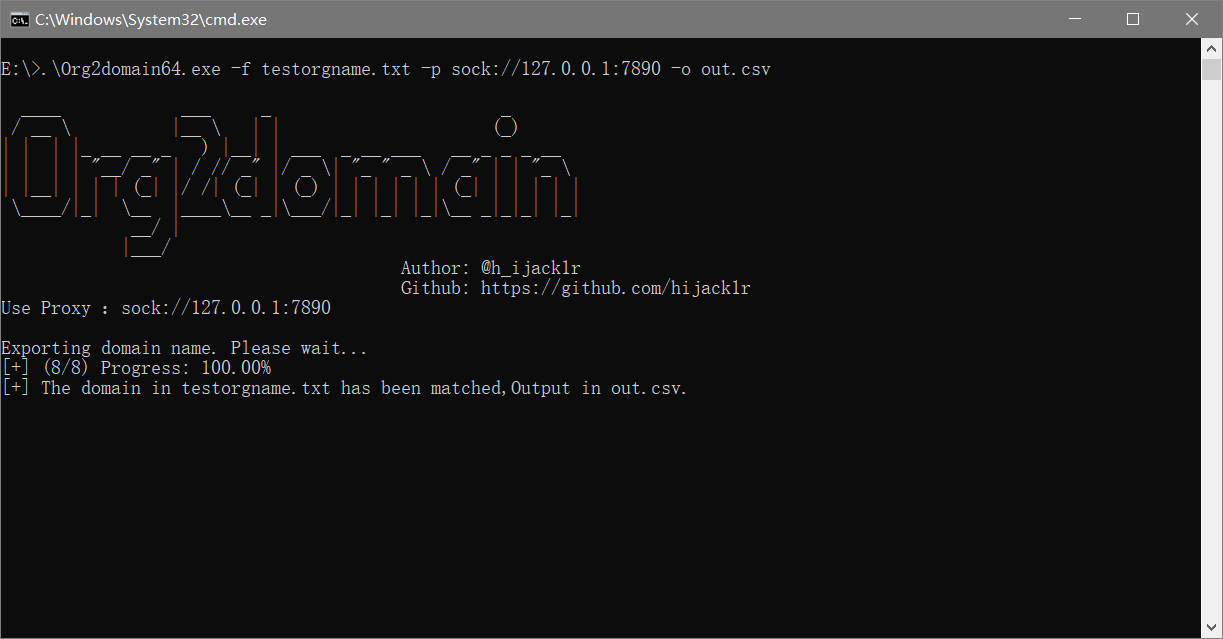 C:\Windows\System32\cmd.exe
E:\>.\Org2domain64.exe -f testorgname.txt -p sock://127.0.0.1:7890 -o out.csv
Org2domain
Author: @h_ijacklr
Github: https://github.com/hijacklr
Use Proxy : sock://127.0.0.1:7890
Exporting domain name. Please wait...
[+] (8/8) Progress: 100.00%
[+] The domain in testorgname.txt has been matched,Output in out.csv.